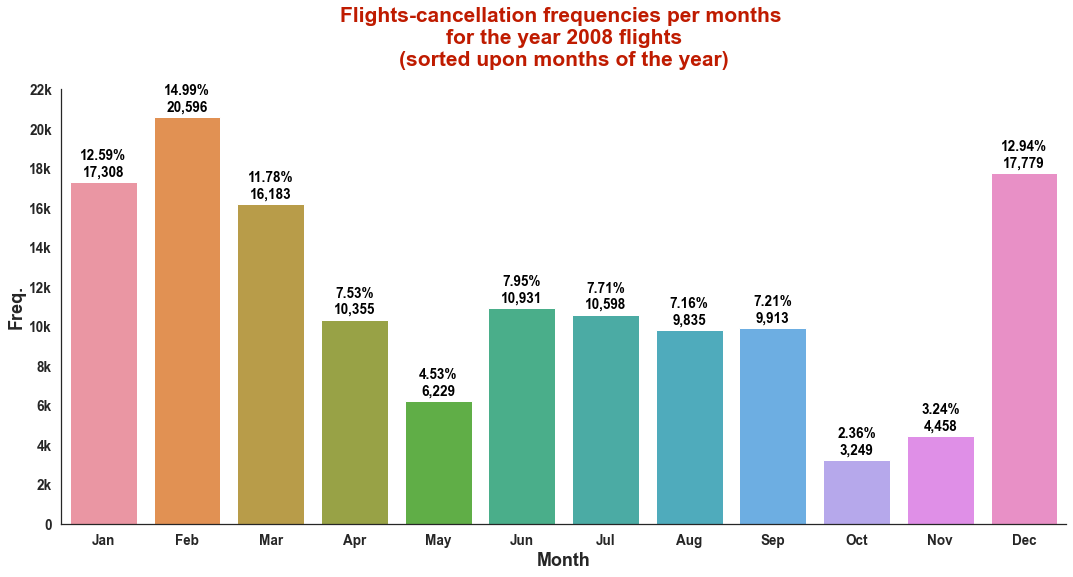 Flights-cancellation frequencies per months
for the year 2008 flights
(sorted upon months of the year)
Freq.
22k
20k
18k
16k
14k
12k
10k
8k
6k
4k
2k
0
12.59%
17,308
14.99%
20,596
11.78%
16,183
7.53%
10,355
4.53%
6,229
7.95%
10,931
7.71%
10,598
7.16%
9,835
7.21%
9,913
2.36%
3,249
3.24%
4,458
12.94%
17,779
Jan Feb Mar Apr May Jun Jul Aug Sep Oct Nov Dec
Month